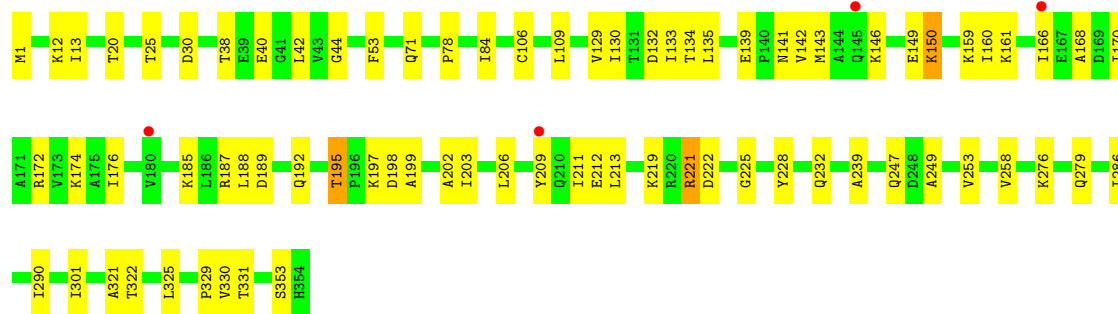 M1 K12 I13 T20 T25 D30 T38 E39 E40 G41 L42 V43 G44 F53 Q71 P78 I84 C106 L109 V129 I130 T131 D132 I133 T134 L135 E139 P140 N141 V142 M143 A144 Q145 K146 E149 K150 K159 I160 K161 I166 E167 A168 D169
A171 R172 V173 K174 A175 I176 V180 K185 L186 R187 L188 D189 Q192 T195 P196 K197 D198 A199 A202 I203 L206 Y209 Q210 I211 E212 L213 K219 R220 R221 D222 G225 Y228 Q232 A239 Q247 D248 A249 V253 V258 K276 Q279
I290 I301 A321 T322 L325 P329 V330 T331 S353 H354